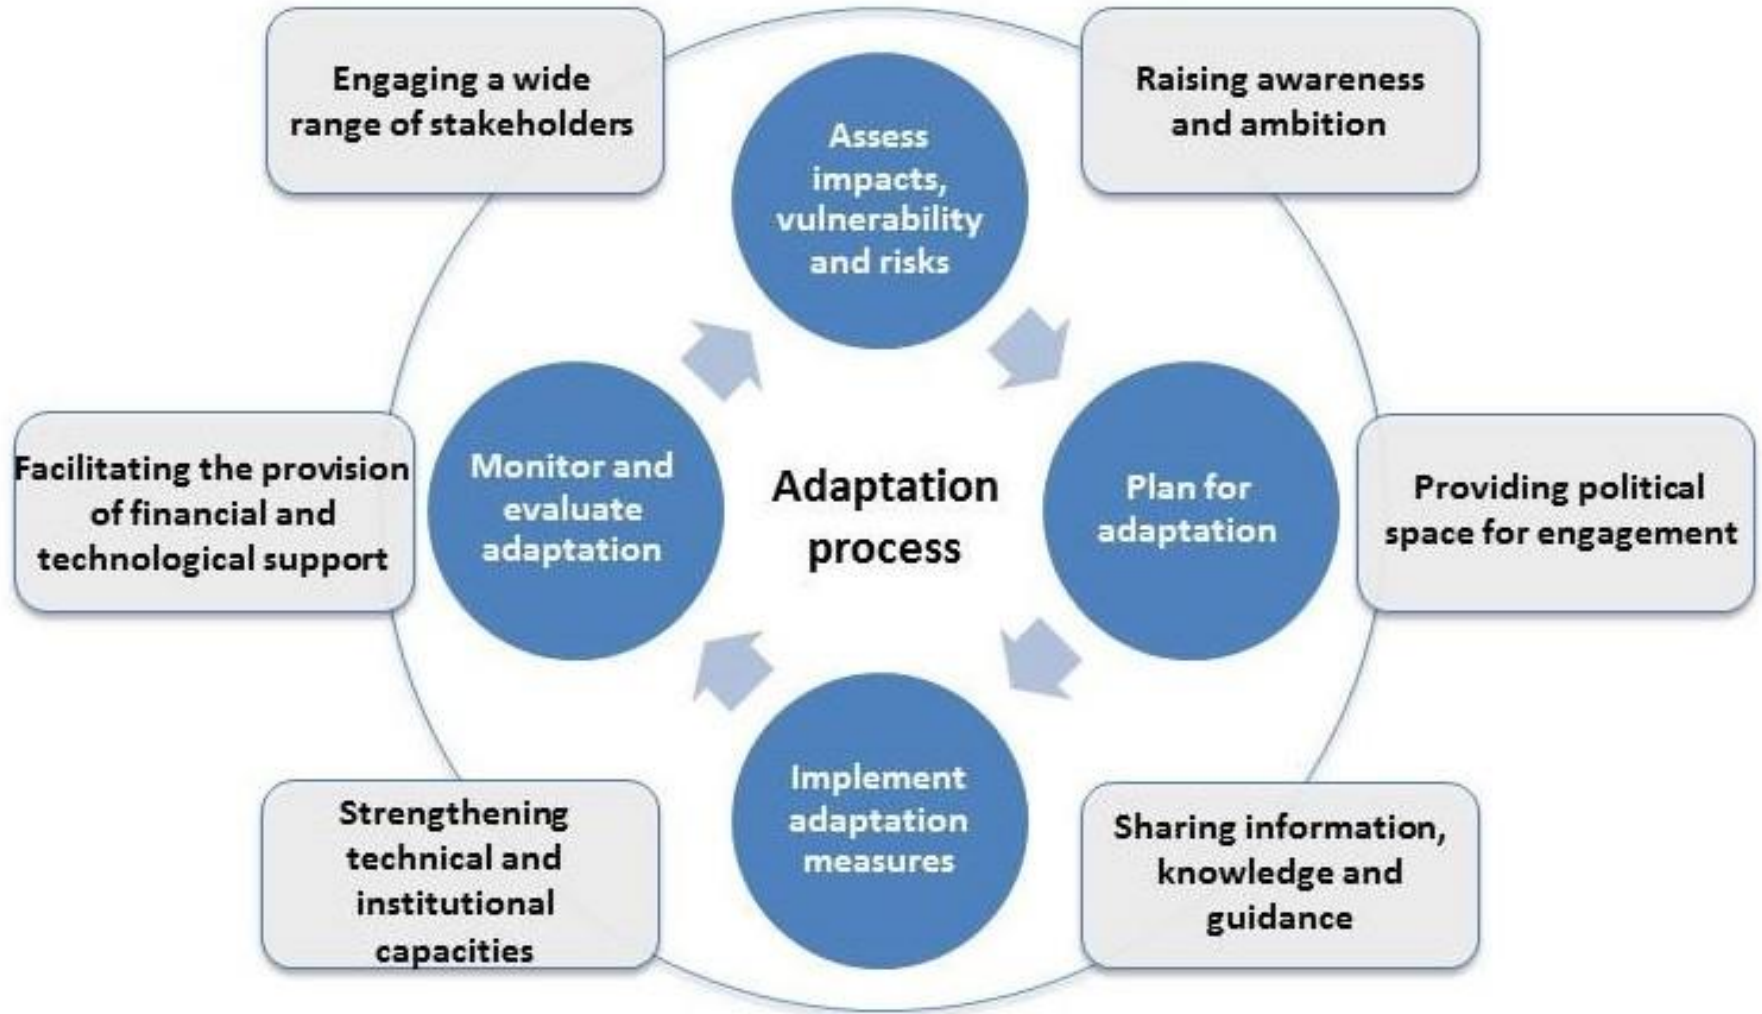 Engaging a wide
range of stakeholders
Raising awareness
and ambition
Assess
impacts,
vulnerability
and risks
Facilitating the provision
of financial and
technological support
Monitor and
evaluate
adaptation
Adaptation
process
Plan for
adaptation
Providing political
space for engagement
Implement
adaptation
measures
Strengthening
technical and
institutional
capacities
Sharing information,
knowledge and
guidance